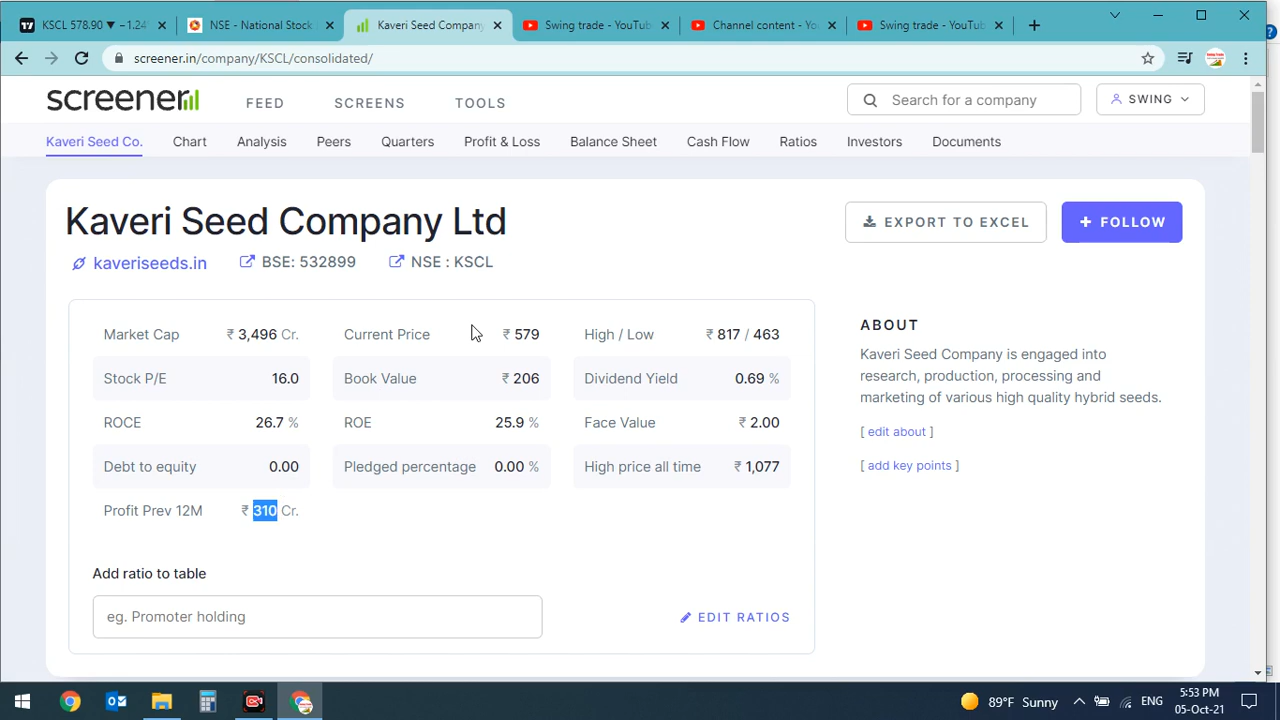 KSCL 578.90 ▼ −1.24
NSE - National Stock
Kaveri Seed Company
Swing trade - YouTub
Channel content - Yo
Swing trade - YouTub
screener.in/company/KSCL/consolidated/
screener
FEED
SCREENS
TOOLS
Search for a company
SWING
Kaveri Seed Co.
Chart
Analysis
Peers
Quarters
Profit & Loss
Balance Sheet
Cash Flow
Ratios
Investors
Documents
Kaveri Seed Company Ltd
EXPORT TO EXCEL
+ FOLLOW
kaveriseeds.in
BSE: 532899
NSE : KSCL
Market Cap ₹ 3,496 Cr.
Current Price ₹ 579
High / Low ₹ 817 / 463
Stock P/E 16.0
Book Value ₹ 206
Dividend Yield 0.69 %
ROCE 26.7 %
ROE 25.9 %
Face Value ₹ 2.00
Debt to equity 0.00
Pledged percentage 0.00 %
High price all time ₹ 1,077
Profit Prev 12M ₹ 310 Cr.
ABOUT
Kaveri Seed Company is engaged into
research, production, processing and
marketing of various high quality hybrid seeds.
[ edit about ]
[ add key points ]
Add ratio to table
eg. Promoter holding
EDIT RATIOS
89°F Sunny
ENG
5:53 PM
05-Oct-21